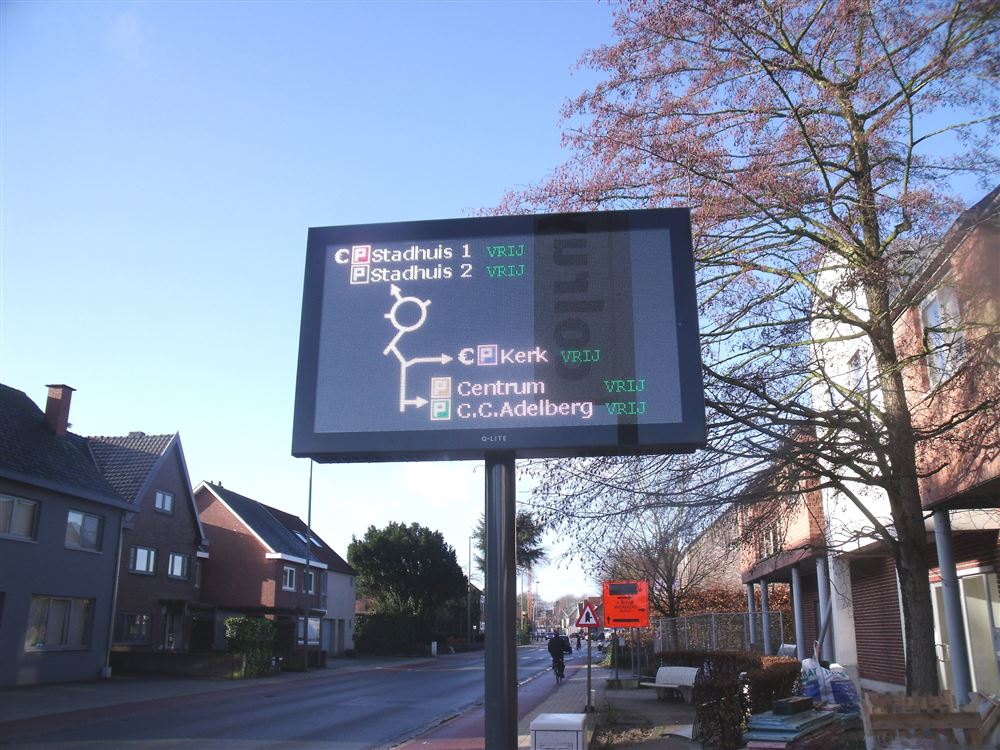 € P Stadhuis 1 VRIJ
P Stadhuis 2 VRIJ
€ P Kerk VRIJ
P Centrum VRIJ
P C.C.Adelberg VRIJ
Q-LITE